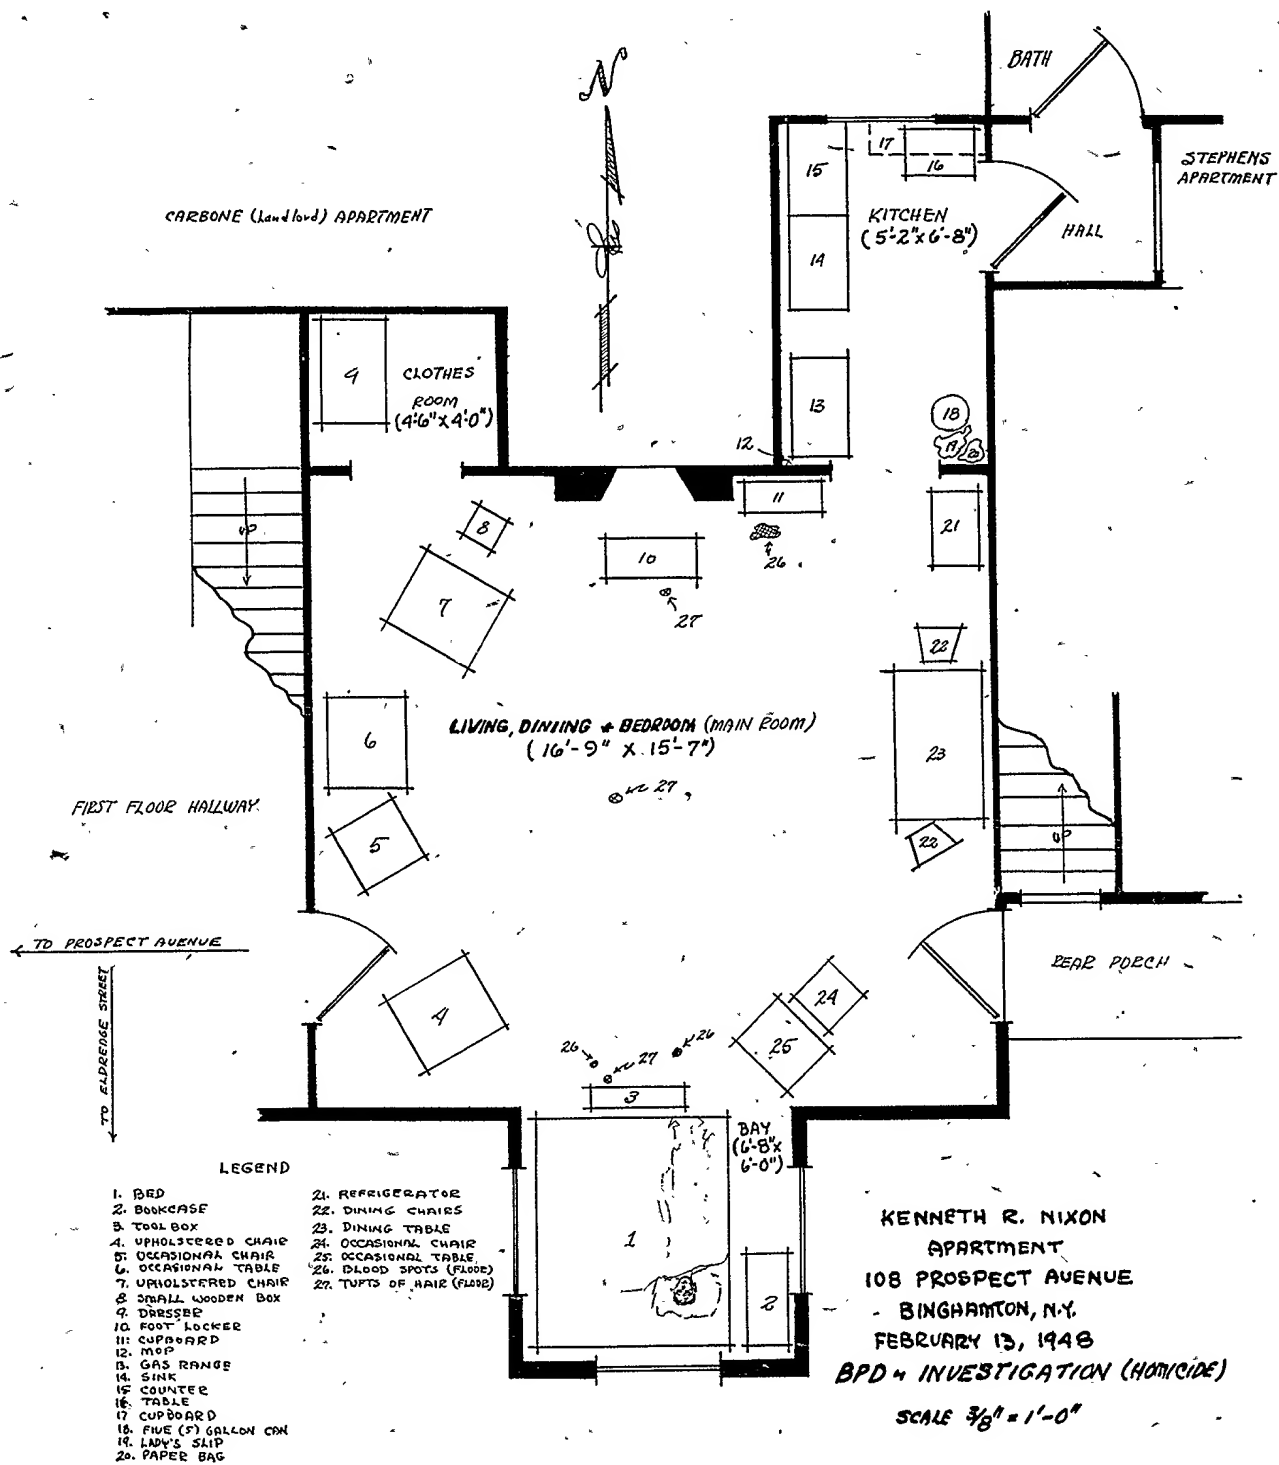 N
BATH
STEPHENS
APARTMENT
17
16
15
KITCHEN
(5'-2"x6'-8")
HALL
14
CARBONE (Landlord) APARTMENT
9
CLOTHES
ROOM
(4'-6"x4'-0")
13
18
19
20
12
UP
8
11
21
10
26
7
27
22
LIVING, DINING & BEDROOM (MAIN ROOM)
(16'-9" x 15'-7")
6
23
27
FIRST FLOOR HALLWAY
5
22
UP
TO PROSPECT AVENUE
REAR PORCH
TO ELDREDGE STREET
4
24
25
26
27
26
3
BAY
(6'-8"x
6'-0")
1
2
LEGEND
1. BED
2. BOOKCASE
3. TOOL BOX
4. UPHOLSTERED CHAIR
5. OCCASIONAL CHAIR
6. OCCASIONAL TABLE
7. UPHOLSTERED CHAIR
8 SMALL WOODEN BOX
9. DRESSER
10. FOOT LOCKER
11. CUPBOARD
12. MOP
13. GAS RANGE
14. SINK
15 COUNTER
16. TABLE
17 CUPBOARD
18. FIVE (5) GALLON CAN
19. LADY'S SLIP
20. PAPER BAG
21. REFRIGERATOR
22. DINING CHAIRS
23. DINING TABLE
24. OCCASIONAL CHAIR
25. OCCASIONAL TABLE
26. BLOOD SPOTS (FLOOR)
27. TUFTS OF HAIR (FLOOR)
KENNETH R. NIXON
APARTMENT
108 PROSPECT AVENUE
BINGHAMTON, N.Y.
FEBRUARY 13, 1948
BPD - INVESTIGATION (HOMICIDE)
SCALE 3/8" = 1'-0"